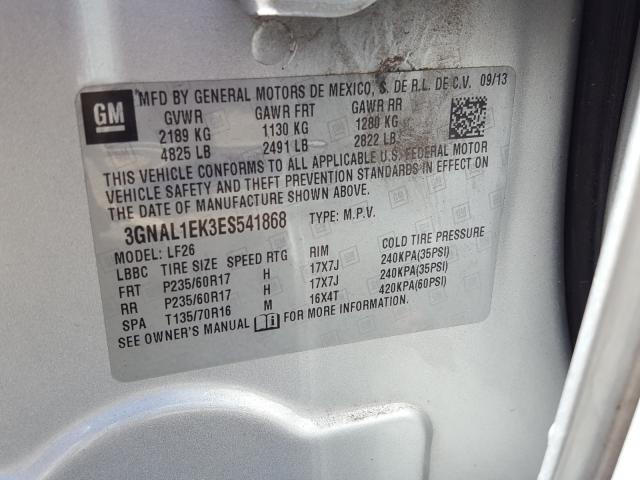 GM
MFD BY GENERAL MOTORS DE MEXICO, S. DE R.L. DE C.V. 09/13
GVWR GAWR FRT GAWR RR
2189 KG 1130 KG 1280 KG
4825 LB 2491 LB 2822 LB
THIS VEHICLE CONFORMS TO ALL APPLICABLE U.S. FEDERAL MOTOR
VEHICLE SAFETY AND THEFT PREVENTION STANDARDS IN EFFECT ON
THE DATE OF MANUFACTURE SHOWN ABOVE.
3GNAL1EK3ES541868 TYPE: M.P.V.
MODEL: LF26
LBBC TIRE SIZE SPEED RTG RIM COLD TIRE PRESSURE
FRT P235/60R17 H 17X7J 240KPA(35PSI)
RR P235/60R17 H 17X7J 240KPA(35PSI)
SPA T135/70R16 M 16X4T 420KPA(60PSI)
SEE OWNER'S MANUAL FOR MORE INFORMATION.